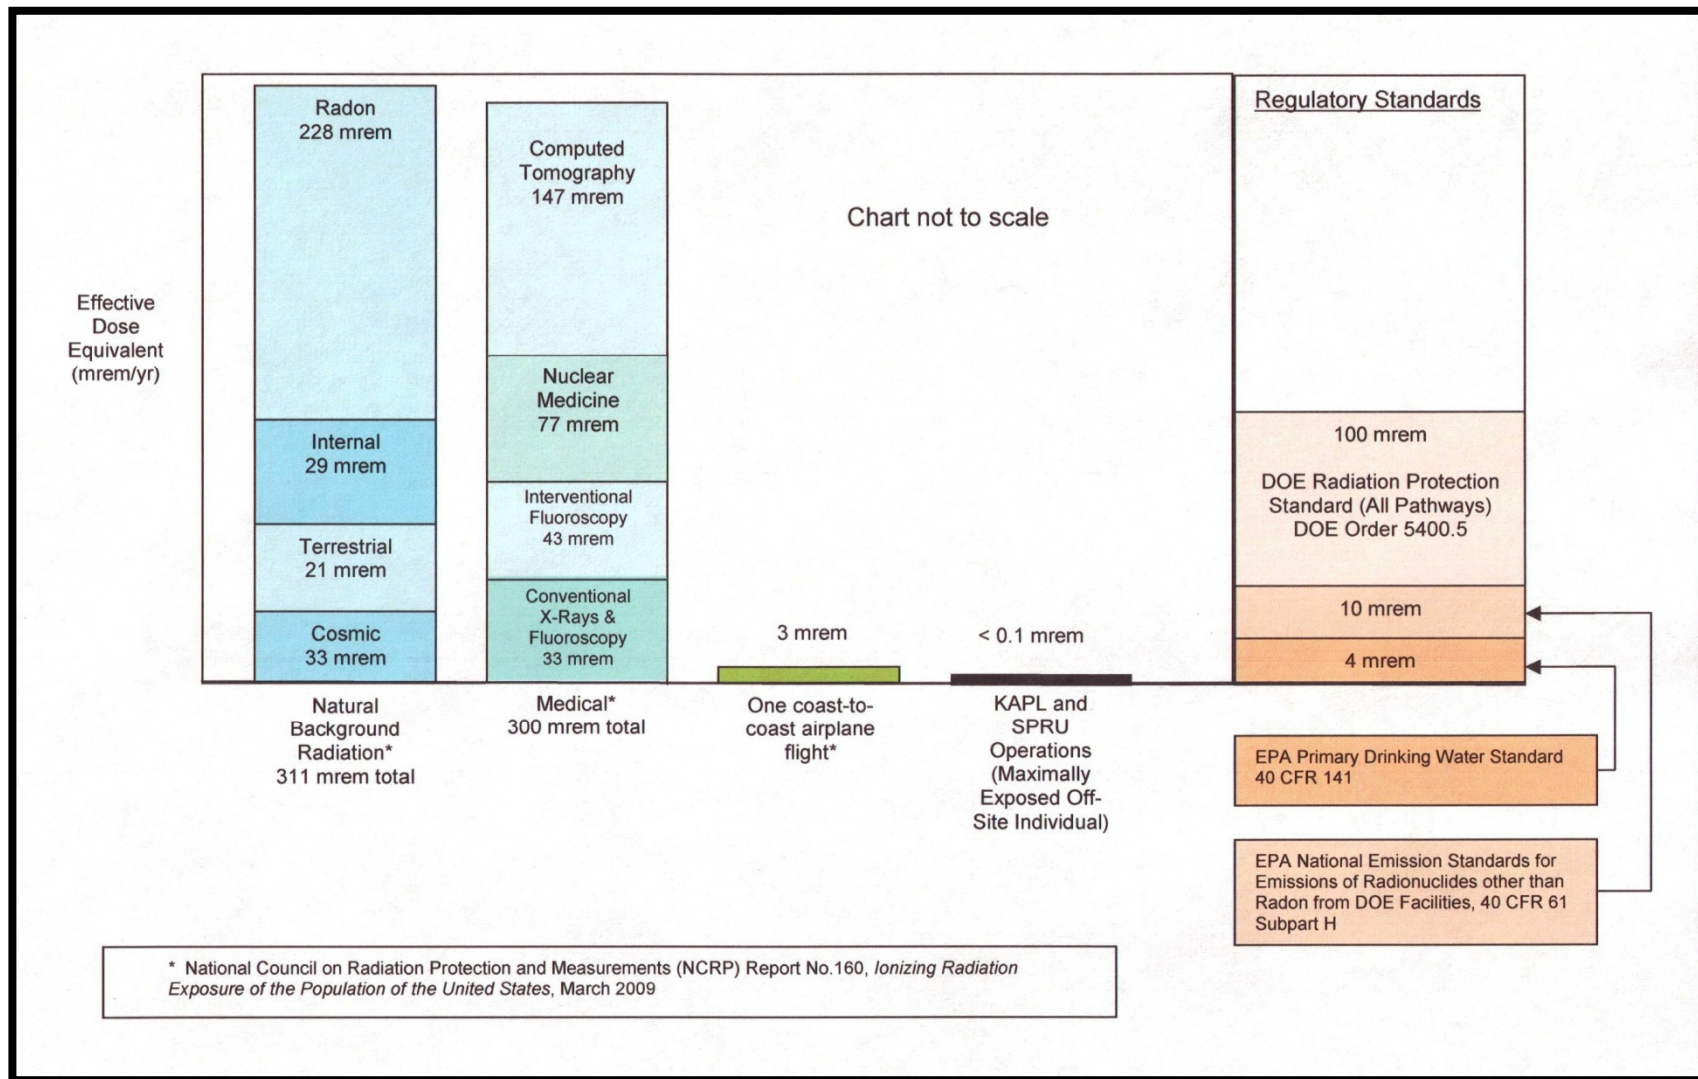 Radon
228 mrem
Internal
29 mrem
Terrestrial
21 mrem
Cosmic
33 mrem
Computed
Tomography
147 mrem
Nuclear
Medicine
77 mrem
Interventional
Fluoroscopy
43 mrem
Conventional
X-Rays &
Fluoroscopy
33 mrem
Chart not to scale
3 mrem
< 0.1 mrem
Regulatory Standards
100 mrem
DOE Radiation Protection
Standard (All Pathways)
DOE Order 5400.5
10 mrem
4 mrem
Effective
Dose
Equivalent
(mrem/yr)
Natural
Background
Radiation*
311 mrem total
Medical*
300 mrem total
One coast-to-
coast airplane
flight*
KAPL and
SPRU
Operations
(Maximally
Exposed Off-
Site Individual)
EPA Primary Drinking Water Standard
40 CFR 141
EPA National Emission Standards for
Emissions of Radionuclides other than
Radon from DOE Facilities, 40 CFR 61
Subpart H
* National Council on Radiation Protection and Measurements (NCRP) Report No.160, Ionizing Radiation
Exposure of the Population of the United States, March 2009